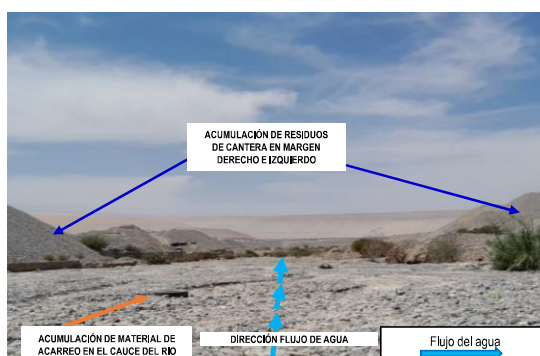 ACUMULACIÓN DE RESIDUOS
DE CANTERA EN MARGEN
DERECHO E IZQUIERDO
ACUMULACIÓN DE MATERIAL DE
ACARREO EN EL CAUCE DEL RÍO
DIRECCIÓN FLUJO DE AGUA
Flujo del agua